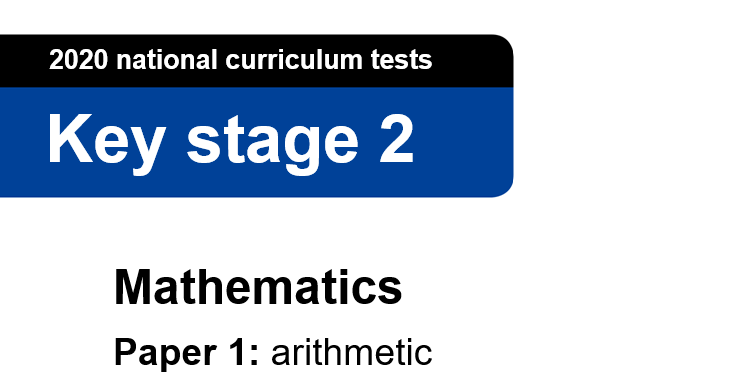 2020 national curriculum tests
Key stage 2
Mathematics
Paper 1: arithmetic